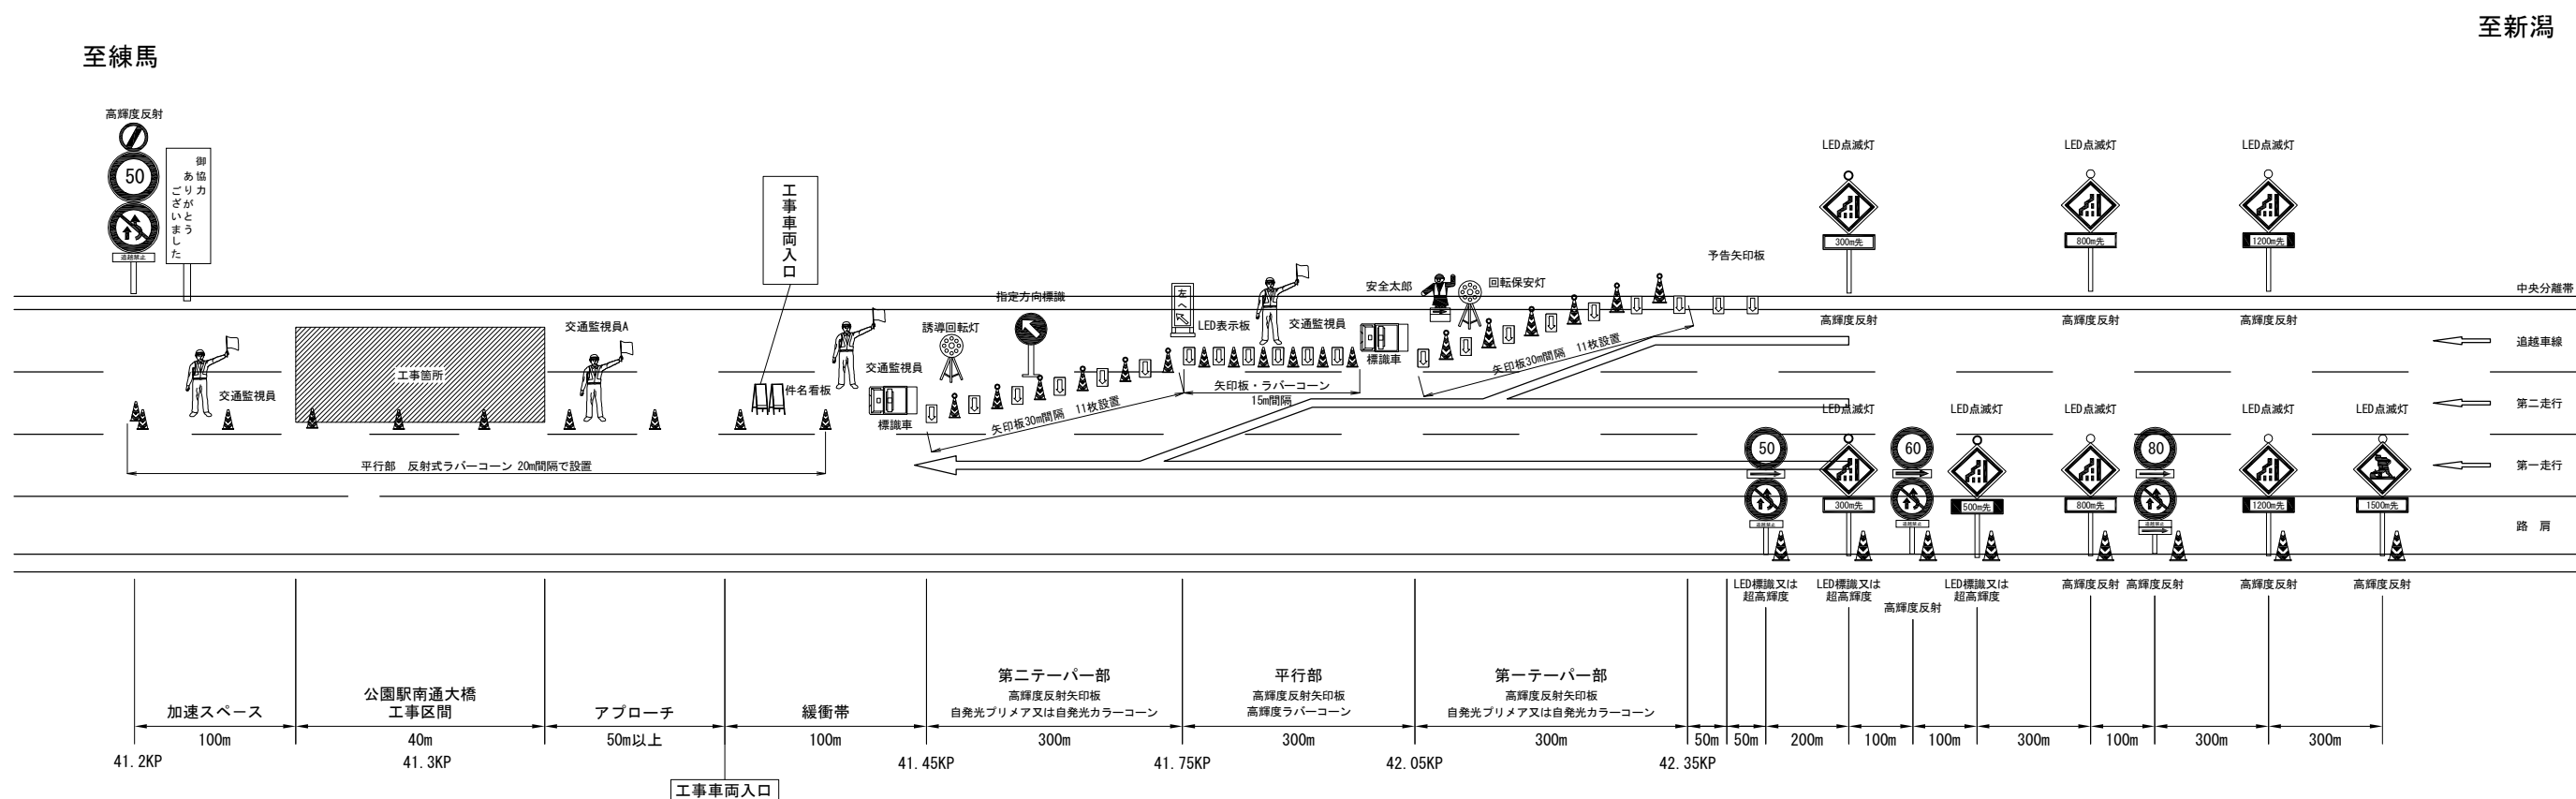 至新潟
至練馬
高輝度反射
50
追越禁止
御協力
ありがとう
ございました
工事車両入口
LED点滅灯
300m先
LED点滅灯
800m先
LED点滅灯
1200m先
予告矢印板
中央分離帯
指定方向標識
左へ
LED表示板
安全太郎
回転保安灯
交通監視員A
誘導回転灯
交通監視員
標識車
高輝度反射
高輝度反射
高輝度反射
追越車線
工事箇所
交通監視員
件名看板
交通監視員
標識車
矢印板・ラバーコーン
15m間隔
矢印板30m間隔 11枚設置
矢印板30m間隔 11枚設置
第二走行
LED点滅灯
LED点滅灯
LED点滅灯
LED点滅灯
LED点滅灯
平行部 反射式ラバーコーン 20m間隔で設置
第一走行
50
追越禁止
300m先
60
追越禁止
500m先
800m先
80
追越禁止
1200m先
1500m先
路 肩
LED標識又は
超高輝度
LED標識又は
超高輝度
高輝度反射
LED標識又は
超高輝度
高輝度反射
高輝度反射
高輝度反射
高輝度反射
加速スペース
100m
公園駅南通大橋
工事区間
40m
アプローチ
50m以上
緩衝帯
100m
第二テーパー部
高輝度反射矢印板
自発光プリメア又は自発光カラーコーン
300m
平行部
高輝度反射矢印板
高輝度ラバーコーン
300m
第一テーパー部
高輝度反射矢印板
自発光プリメア又は自発光カラーコーン
300m
50m
50m
200m
100m
100m
300m
100m
300m
300m
41.2KP
41.3KP
41.45KP
41.75KP
42.05KP
42.35KP
工事車両入口